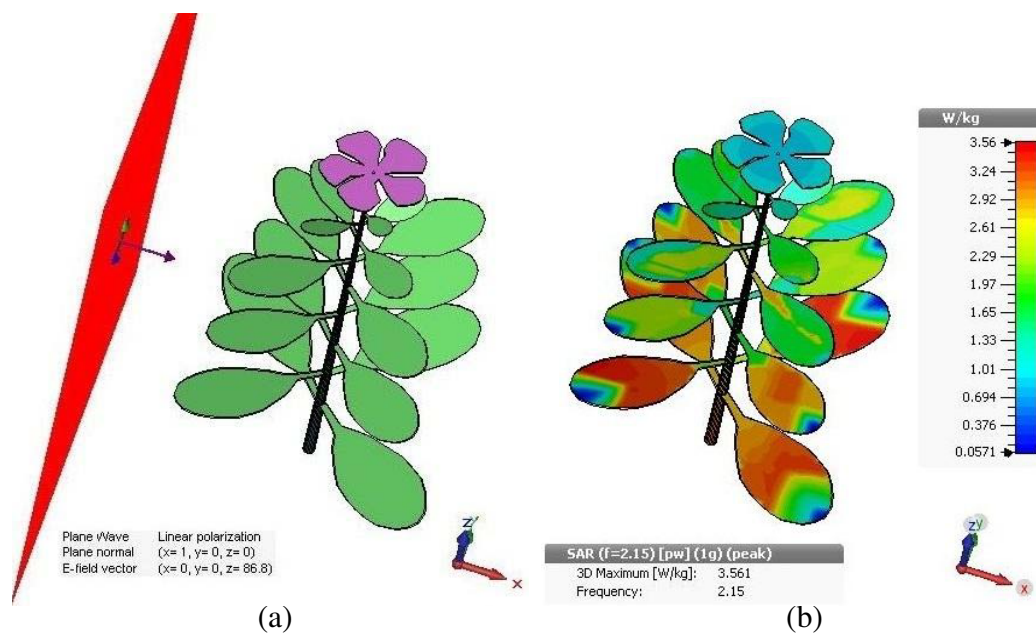 W/kg
3.56
3.24
2.92
2.61
2.29
1.97
1.65
1.33
1.01
0.694
0.376
0.0571
Plane Wave Linear polarization
Plane normal (x= 1, y= 0, z= 0)
E-field vector (x= 0, y= 0, z= 86.8)
z y
x
SAR (f=2.15) [pw] (1g) (peak)
3D Maximum [W/kg]: 3.561
Frequency: 2.15
z y
x
(a)
(b)